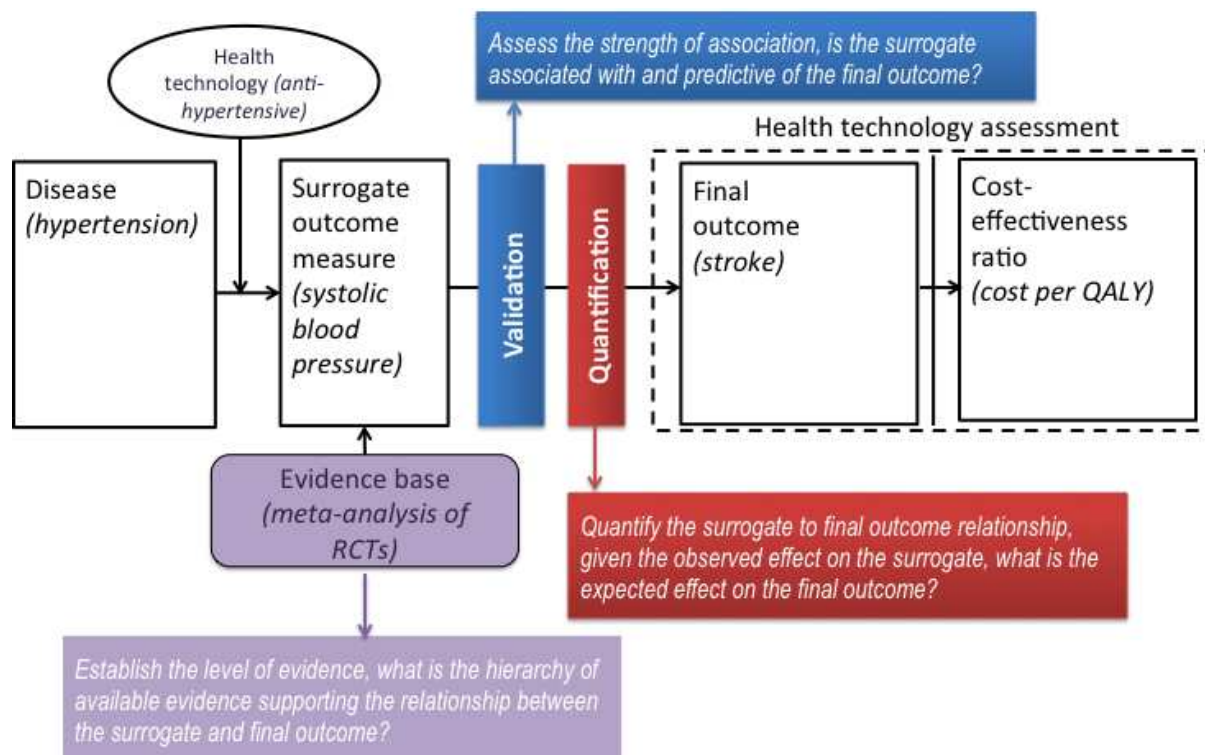 Health
technology (anti-
hypertensive)
Assess the strength of association, is the surrogate
associated with and predictive of the final outcome?
Health technology assessment
Disease
(hypertension)
Surrogate
outcome
measure
(systolic
blood
pressure)
Validation
Quantification
Final
outcome
(stroke)
Cost-
effectiveness
ratio
(cost per QALY)
Evidence base
(meta-analysis of
RCTs)
Quantify the surrogate to final outcome relationship,
given the observed effect on the surrogate, what is the
expected effect on the final outcome?
Establish the level of evidence, what is the hierarchy of
available evidence supporting the relationship between
the surrogate and final outcome?